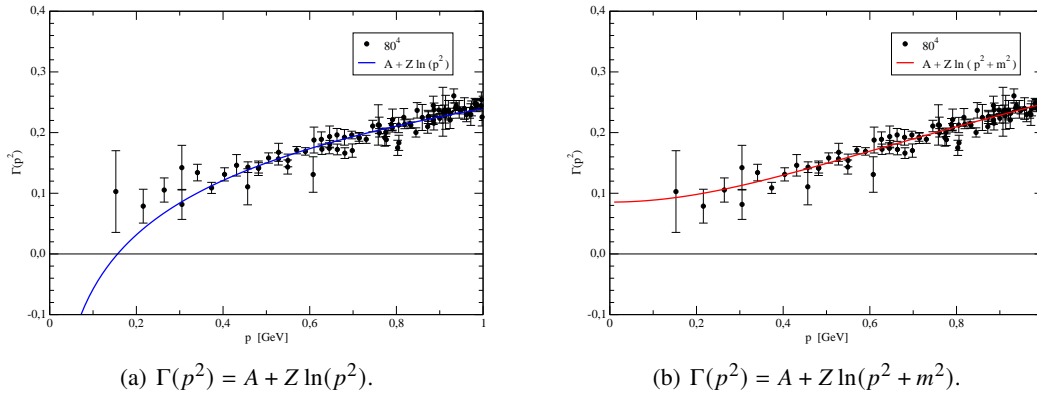 0,4
0,3
0,2
0,1
0,0
-0,1
Γ(p²)
80⁴
A + Z ln (p²)
0 0,2 0,4 0,6 0,8 1
p [GeV]
(a) Γ(p²) = A + Z ln(p²).
0,4
0,3
0,2
0,1
0,0
-0,1
Γ(p²)
80⁴
A + Z ln ( p² + m²)
0 0,2 0,4 0,6 0,8
p [GeV]
(b) Γ(p²) = A + Z ln(p² + m²).